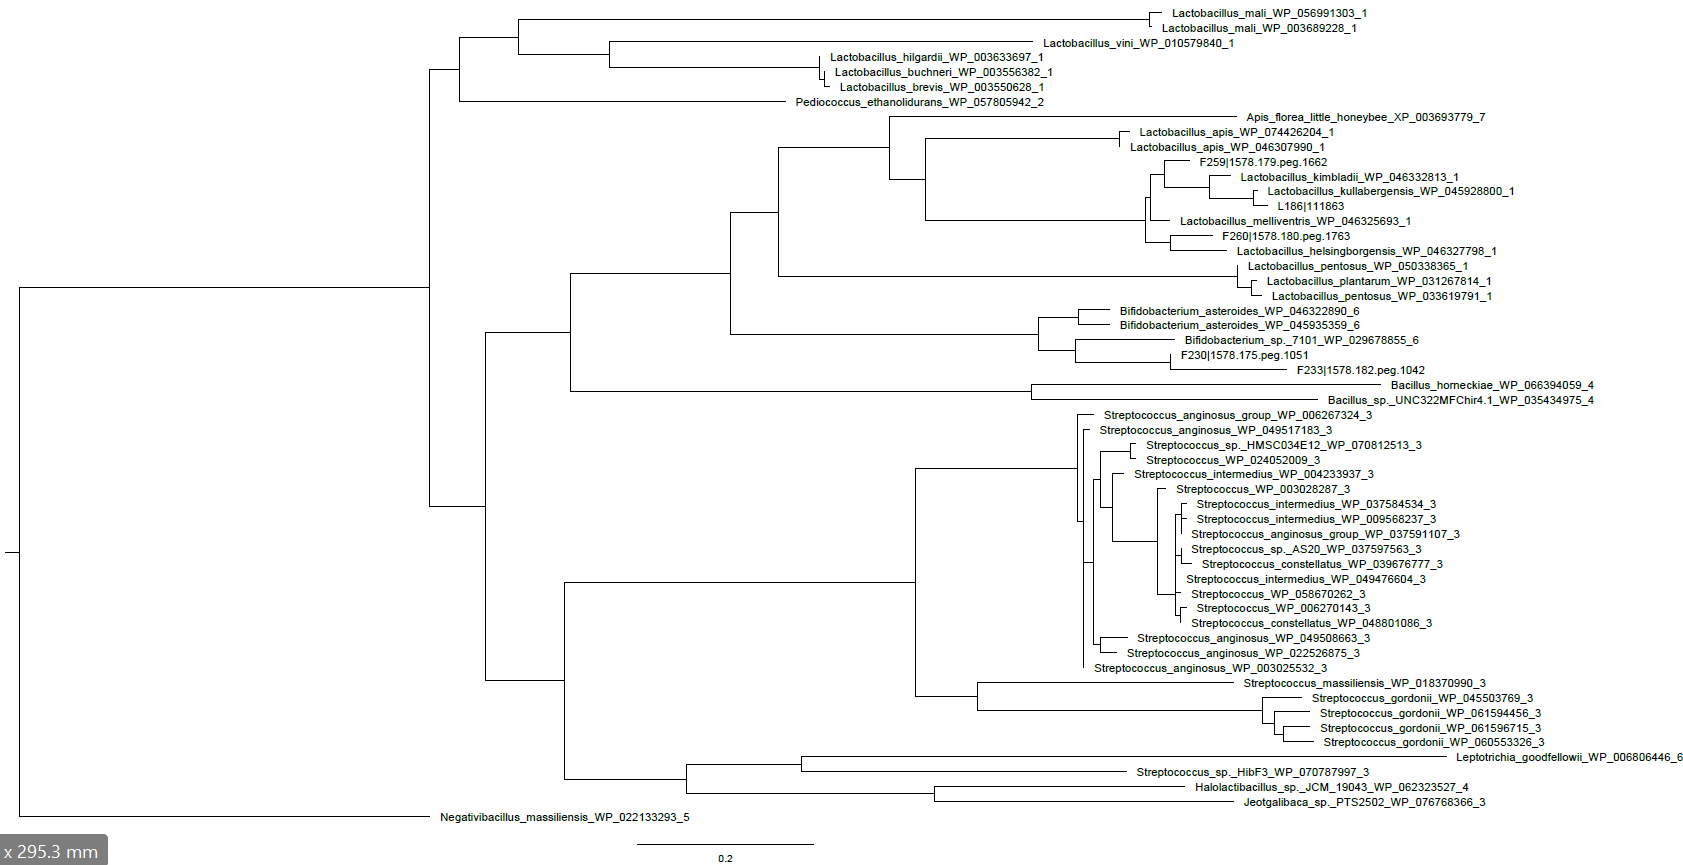 Lactobacillus_mali_WP_056991303_1
Lactobacillus_mali_WP_003689228_1
Lactobacillus_vini_WP_010579840_1
Lactobacillus_hilgardii_WP_003633697_1
Lactobacillus_buchneri_WP_003556382_1
Lactobacillus_brevis_WP_003550628_1
Pediococcus_ethanolidurans_WP_057805942_2
Apis_florea_little_honeybee_XP_003693779_7
Lactobacillus_apis_WP_074426204_1
Lactobacillus_apis_WP_046307990_1
F259|1578.179.peg.1662
Lactobacillus_kimbladii_WP_046332813_1
Lactobacillus_kullabergensis_WP_045928800_1
L186|111863
Lactobacillus_melliventris_WP_046325693_1
F260|1578.180.peg.1763
Lactobacillus_helsingborgensis_WP_046327798_1
Lactobacillus_pentosus_WP_050338365_1
Lactobacillus_plantarum_WP_031267814_1
Lactobacillus_pentosus_WP_033619791_1
Bifidobacterium_asteroides_WP_046322890_6
Bifidobacterium_asteroides_WP_045935359_6
Bifidobacterium_sp._7101_WP_029678855_6
F230|1578.175.peg.1051
F233|1578.182.peg.1042
Bacillus_horneckiae_WP_066394059_4
Bacillus_sp._UNC322MFChir4.1_WP_035434975_4
Streptococcus_anginosus_group_WP_006267324_3
Streptococcus_anginosus_WP_049517183_3
Streptococcus_sp._HMSC034E12_WP_070812513_3
Streptococcus_WP_024052009_3
Streptococcus_intermedius_WP_004233937_3
Streptococcus_WP_003028287_3
Streptococcus_intermedius_WP_037584534_3
Streptococcus_intermedius_WP_009568237_3
Streptococcus_anginosus_group_WP_037591107_3
Streptococcus_sp._AS20_WP_037597563_3
Streptococcus_constellatus_WP_039676777_3
Streptococcus_intermedius_WP_049476604_3
Streptococcus_WP_058670262_3
Streptococcus_WP_006270143_3
Streptococcus_constellatus_WP_048801086_3
Streptococcus_anginosus_WP_049508663_3
Streptococcus_anginosus_WP_022526875_3
Streptococcus_anginosus_WP_003025532_3
Streptococcus_massiliensis_WP_018370990_3
Streptococcus_gordonii_WP_045503769_3
Streptococcus_gordonii_WP_061594456_3
Streptococcus_gordonii_WP_061596715_3
Streptococcus_gordonii_WP_060553326_3
Leptotrichia_goodfellowii_WP_006806446_6
Streptococcus_sp._HibF3_WP_070787997_3
Halolactibacillus_sp._JCM_19043_WP_062323527_4
Jeotgalibaca_sp._PTS2502_WP_076768366_3
Negativibacillus_massiliensis_WP_022133293_5
x 295.3 mm
0.2